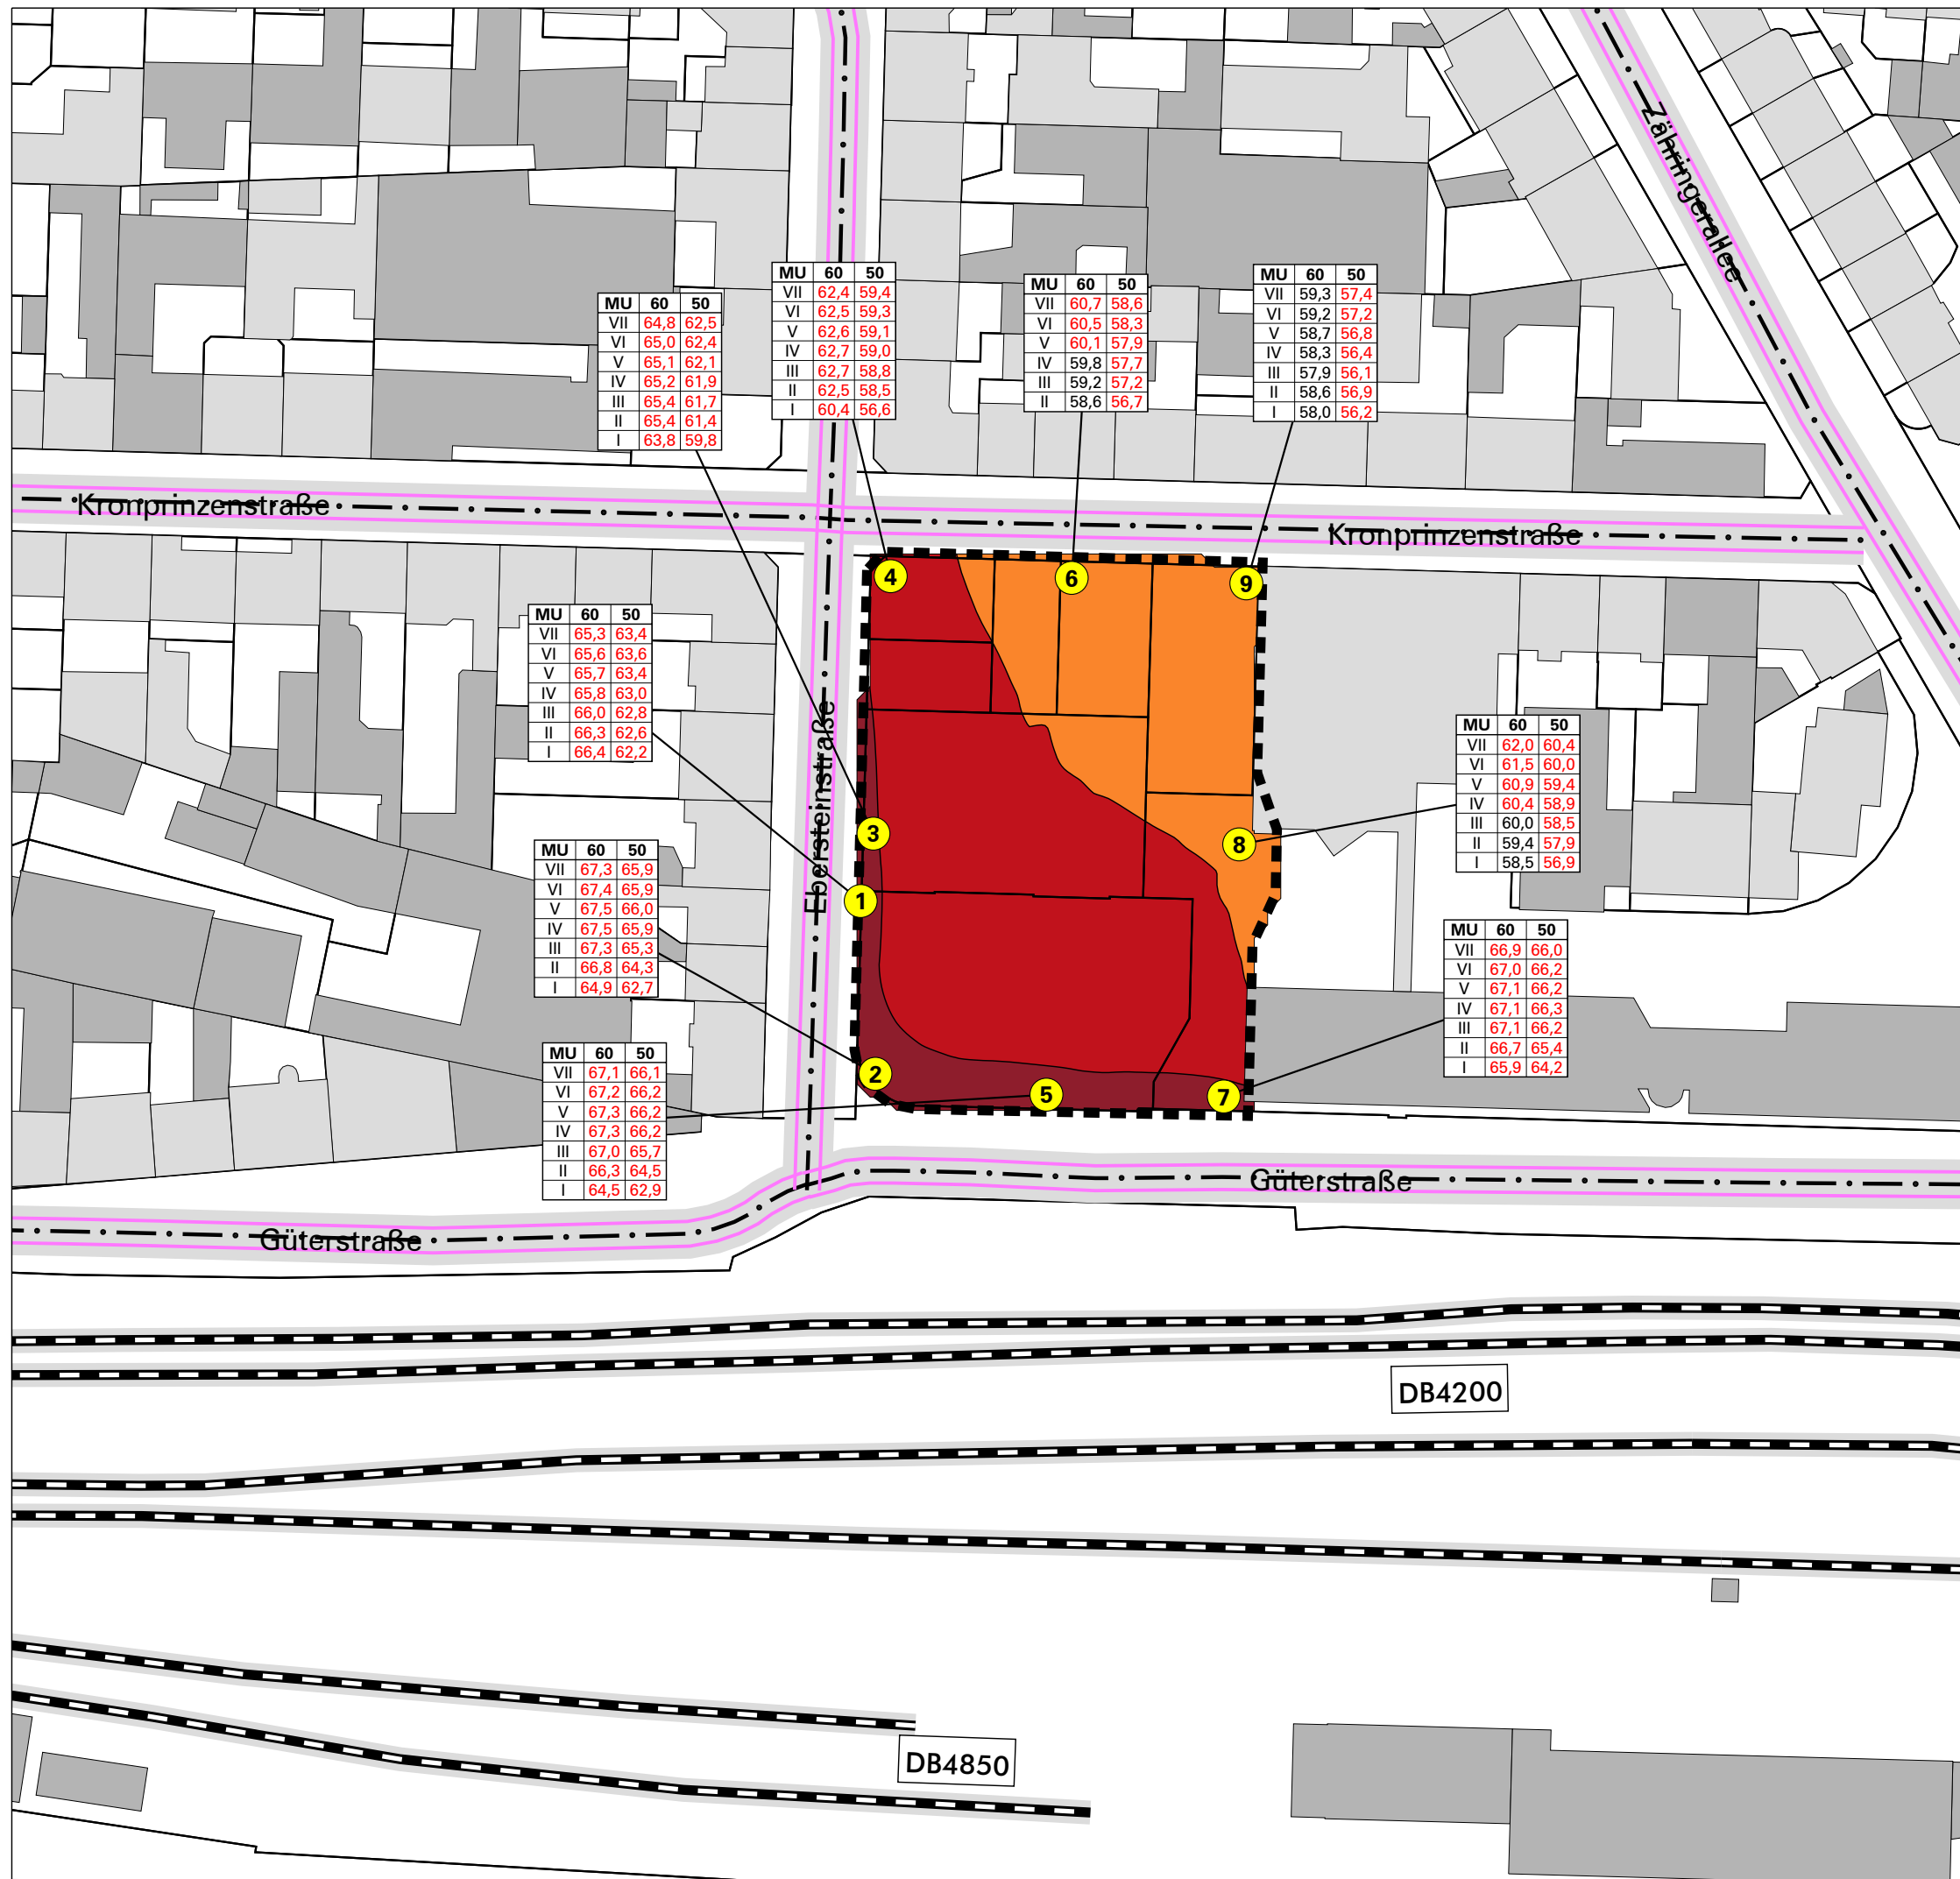 Zähringerallee
MU 60 50
VII 62,4 59,4
VI 62,5 59,3
V 62,6 59,1
IV 62,7 59,0
III 62,7 58,8
II 62,5 58,5
I 60,4 56,6
MU 60 50
VII 59,3 57,4
VI 59,2 57,2
V 58,7 56,8
IV 58,3 56,4
III 57,9 56,1
II 58,6 56,9
I 58,0 56,2
MU 60 50
VII 60,7 58,6
VI 60,5 58,3
V 60,1 57,9
IV 59,8 57,7
III 59,2 57,2
II 58,6 56,7
MU 60 50
VII 64,8 62,5
VI 65,0 62,4
V 65,1 62,1
IV 65,2 61,9
III 65,4 61,7
II 65,4 61,4
I 63,8 59,8
Kronprinzenstraße
Kronprinzenstraße
4
6
9
MU 60 50
VII 65,3 63,4
VI 65,6 63,6
V 65,7 63,4
IV 65,8 63,0
III 66,0 62,8
II 66,3 62,6
I 66,4 62,2
Ebersteinstraße
MU 60 50
VII 62,0 60,4
VI 61,5 60,0
V 60,9 59,4
IV 60,4 58,9
III 60,0 58,5
II 59,4 57,9
I 58,5 56,9
3
8
1
MU 60 50
VII 67,3 65,9
VI 67,4 65,9
V 67,5 66,0
IV 67,5 65,9
III 67,3 65,3
II 66,8 64,3
I 64,9 62,7
MU 60 50
VII 66,9 66,0
VI 67,0 66,2
V 67,1 66,2
IV 67,1 66,3
III 67,1 66,2
II 66,7 65,4
I 65,9 64,2
2
5
7
MU 60 50
VII 67,1 66,1
VI 67,2 66,2
V 67,3 66,2
IV 67,3 66,2
III 67,0 65,7
II 66,3 64,5
I 64,5 62,9
Güterstraße
Güterstraße
DB4200
DB4850